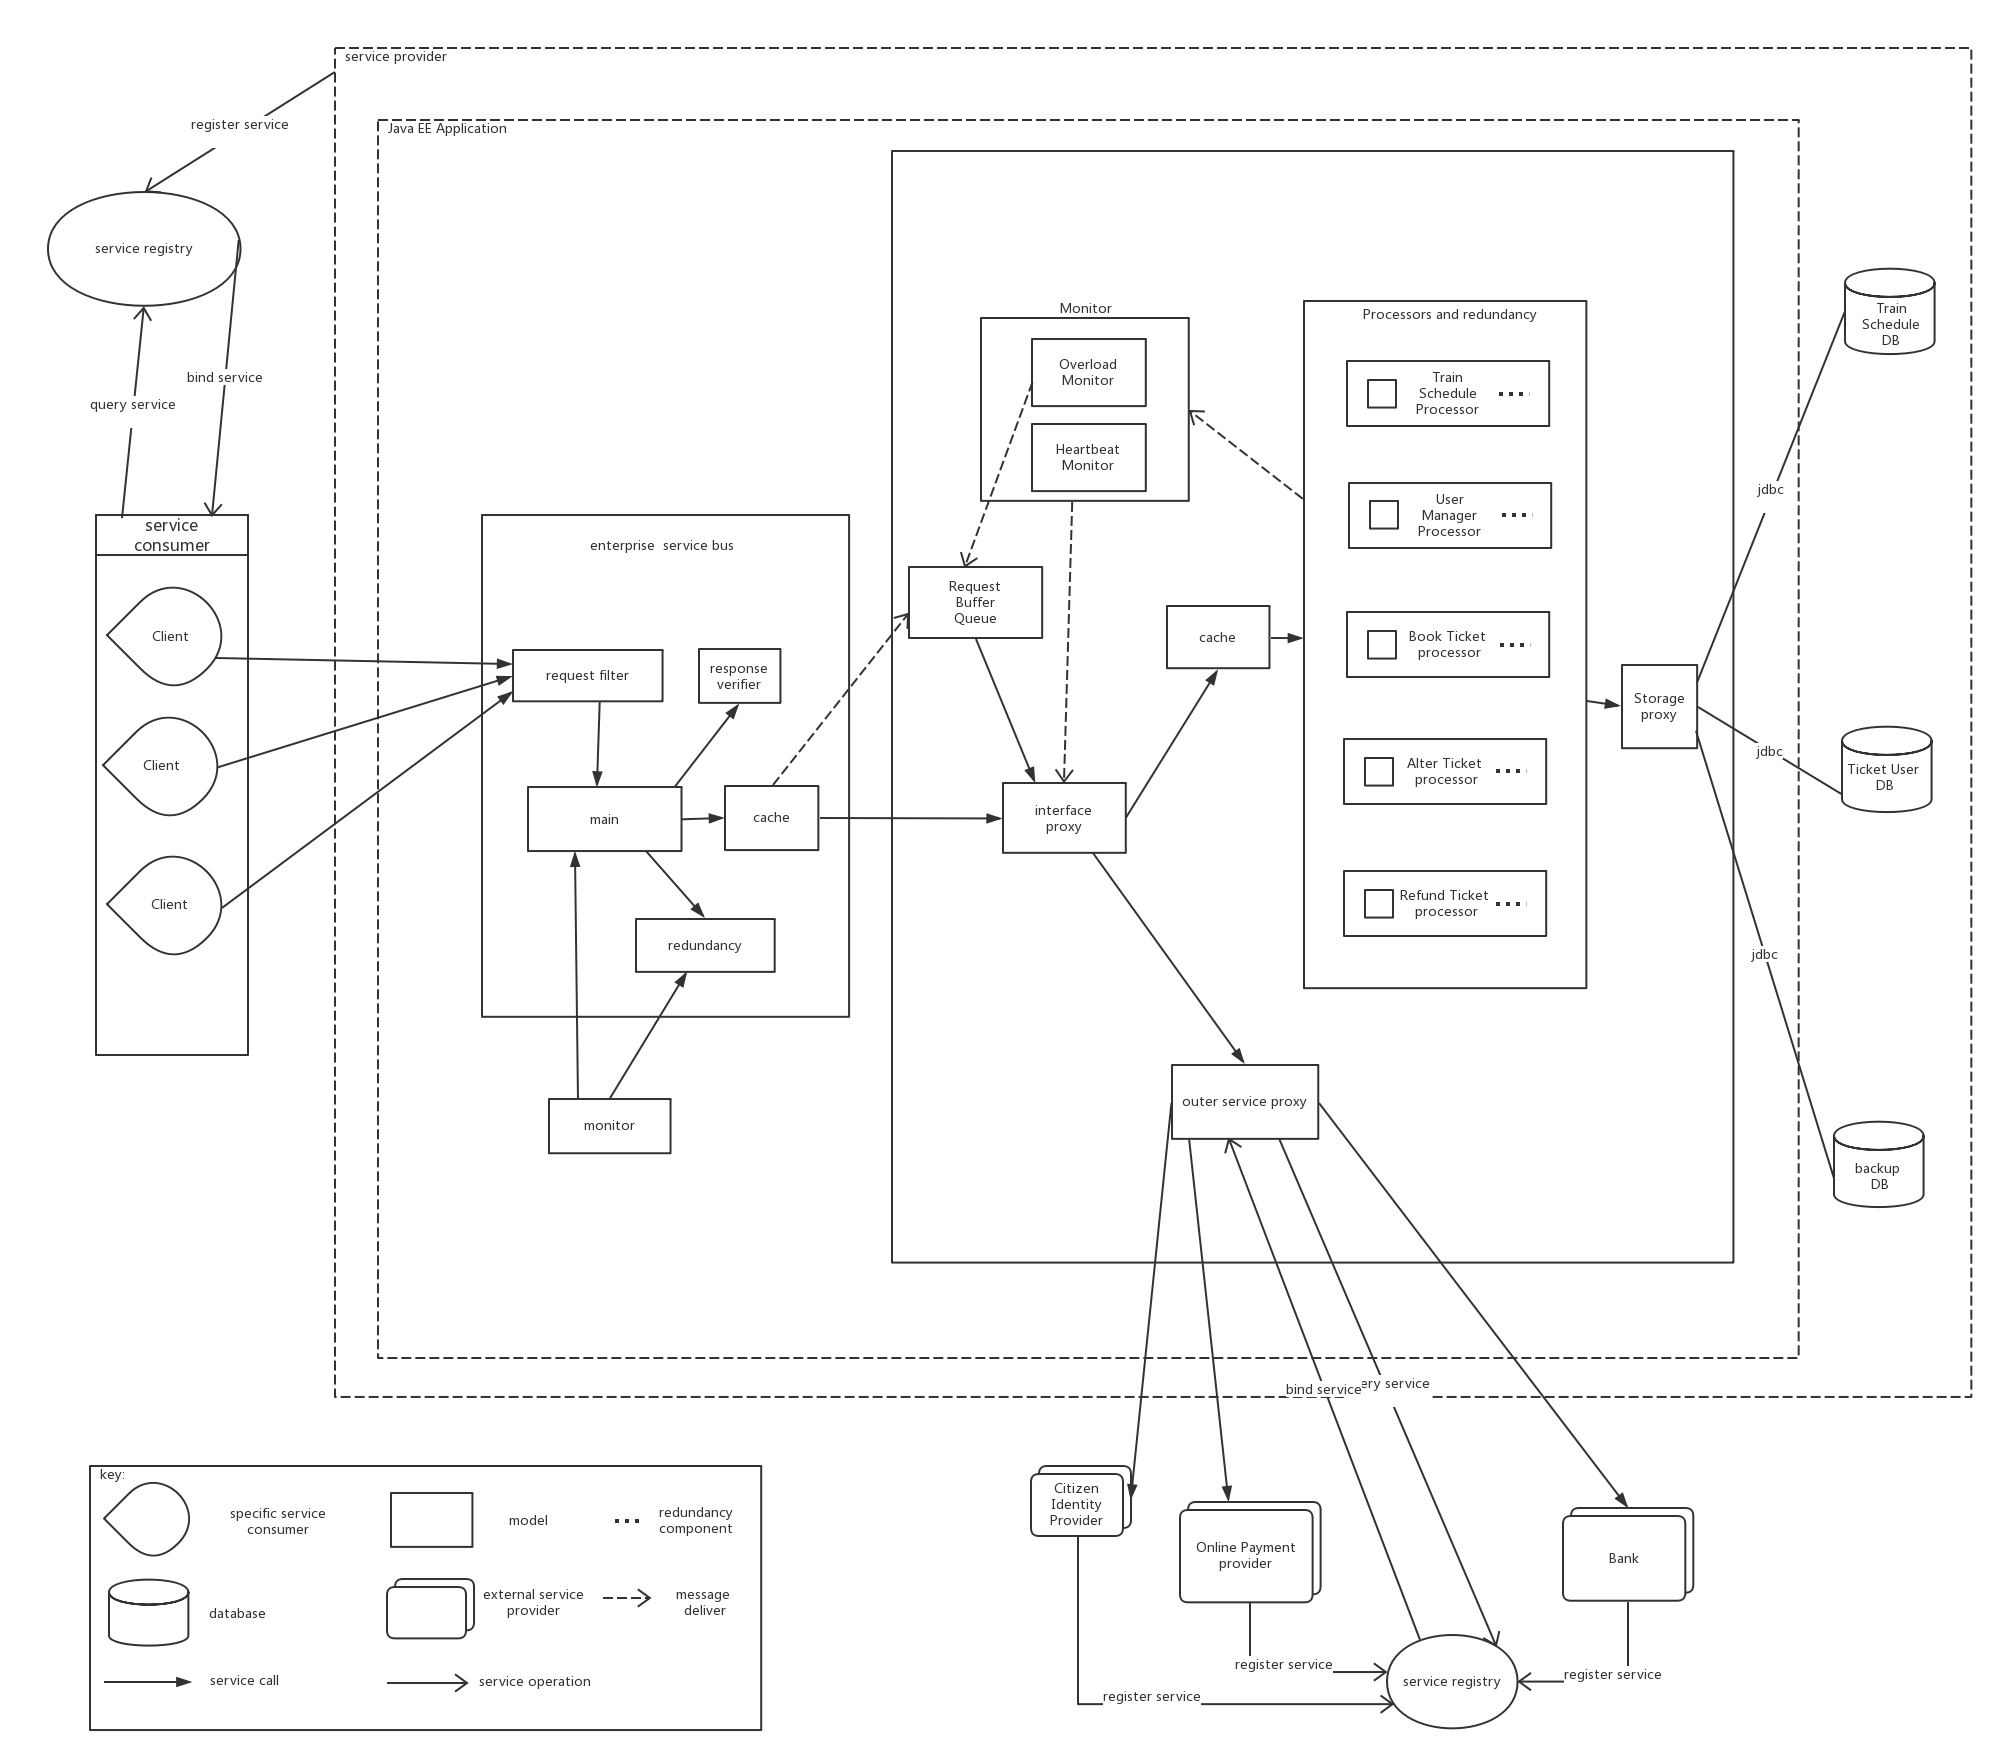 service provider
register service
Java EE Application
service registry
bind service
query service
service
consumer
Client
Client
Client
enterprise  service bus
request filter
response
verifier
main
cache
redundancy
monitor
Monitor
Overload
Monitor
Heartbeat
Monitor
Request
Buffer
Queue
interface
proxy
cache
Processors and redundancy
Train
Schedule
Processor
User
Manager
Processor
Book Ticket
processor
Alter Ticket
processor
Refund Ticket
processor
Storage
proxy
jdbc
jdbc
jdbc
Train
Schedule
DB
Ticket User
DB
backup
DB
outer service proxy
bind service
ery service
Citizen
Identity
Provider
Online Payment
provider
Bank
register service
register service
register service
service registry
key:
specific service
consumer
model
redundancy
component
database
external service
provider
message
deliver
service call
service operation